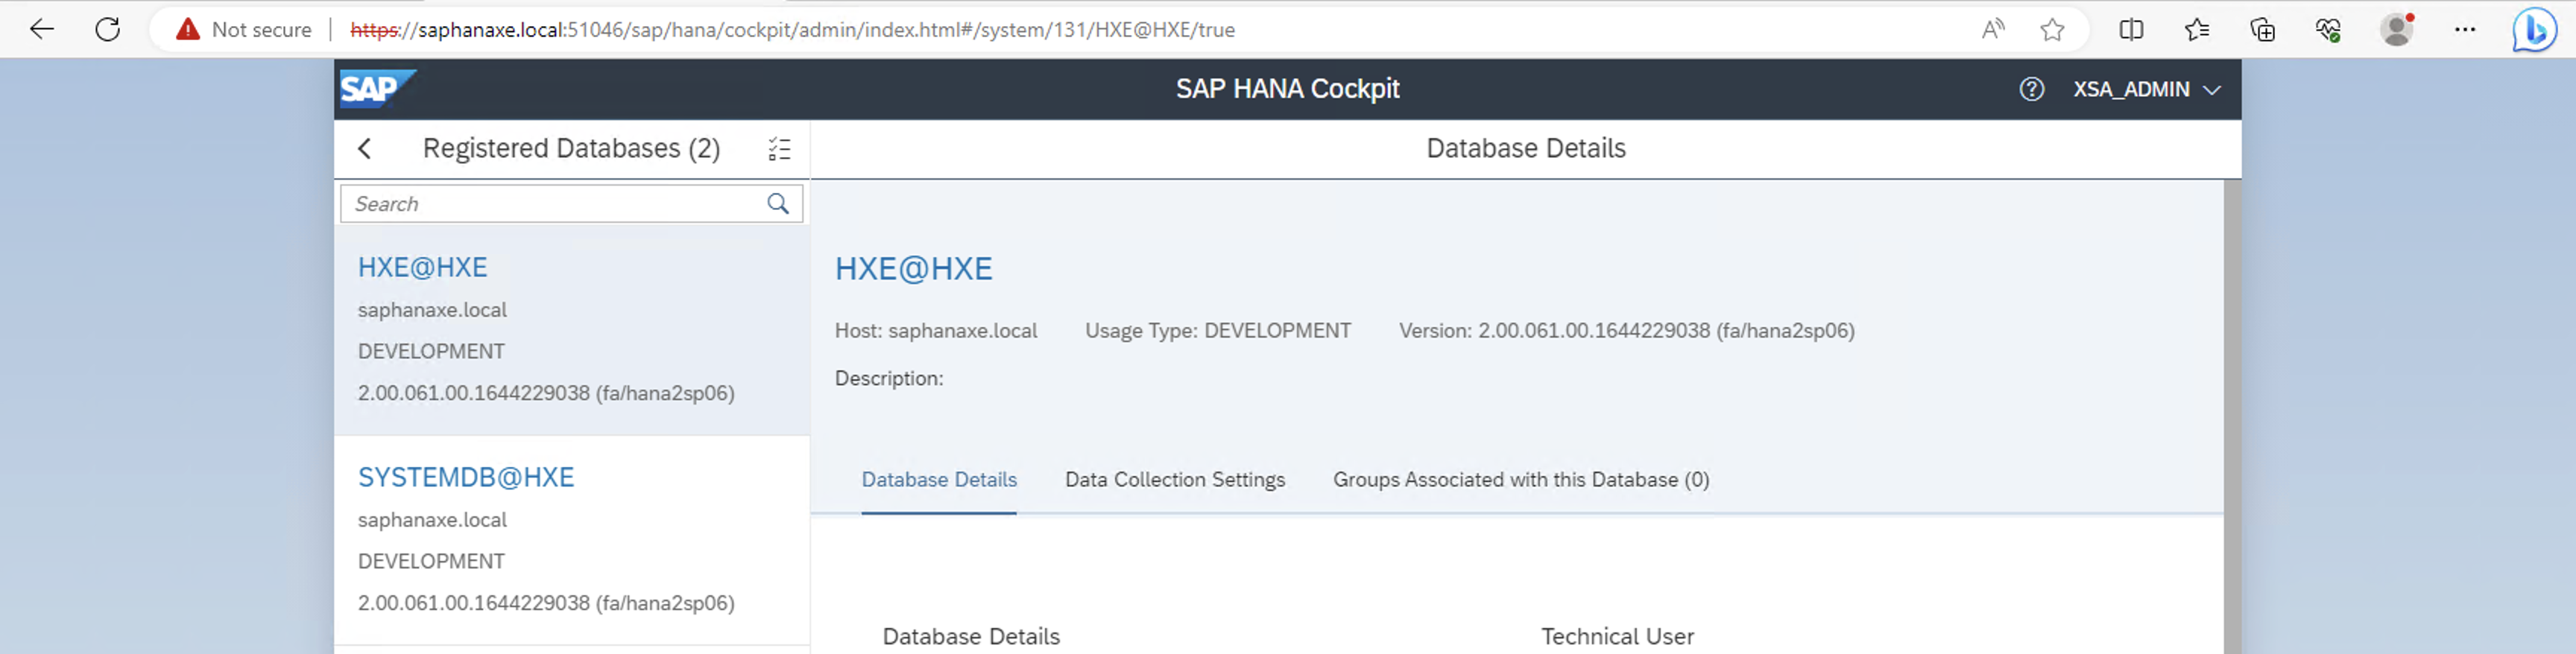 Not secure https://saphanaxe.local:51046/sap/hana/cockpit/admin/index.html#/system/131/HXE@HXE/true
SAP SAP HANA Cockpit XSA_ADMIN
Registered Databases (2)
Search
HXE@HXE
saphanaxe.local
DEVELOPMENT
2.00.061.00.1644229038 (fa/hana2sp06)
SYSTEMDB@HXE
saphanaxe.local
DEVELOPMENT
2.00.061.00.1644229038 (fa/hana2sp06)
Database Details
HXE@HXE
Host: saphanaxe.local Usage Type: DEVELOPMENT Version: 2.00.061.00.1644229038 (fa/hana2sp06)
Description:
Database Details Data Collection Settings Groups Associated with this Database (0)
Database Details Technical User